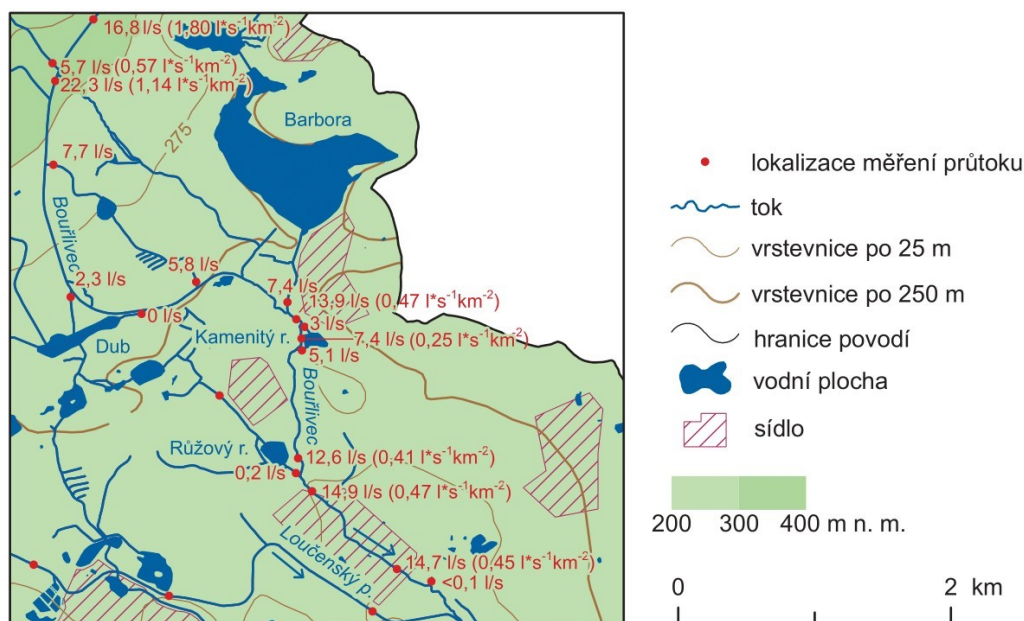 16,8 l/s (1,80 l*s⁻¹km⁻²)
5,7 l/s (0,57 l*s⁻¹km⁻²)
22,3 l/s (1,14 l*s⁻¹km⁻²)
Barbora
275
7,7 l/s
Bouřlivec
5,8 l/s
2,3 l/s
0 l/s
7,4 l/s
13,9 l/s (0,47 l*s⁻¹km⁻²)
3 l/s
Kamenitý r.
7,4 l/s (0,25 l*s⁻¹km⁻²)
Dub
5,1 l/s
Bouřlivec
Růžový r.
12,6 l/s (0,41 l*s⁻¹km⁻²)
0,2 l/s
14,9 l/s (0,47 l*s⁻¹km⁻²)
Loučenský p.
14,7 l/s (0,45 l*s⁻¹km⁻²)
<0,1 l/s
lokalizace měření průtoku
tok
vrstevnice po 25 m
vrstevnice po 250 m
hranice povodí
vodní plocha
sídlo
200 300 400 m n. m.
0 2 km